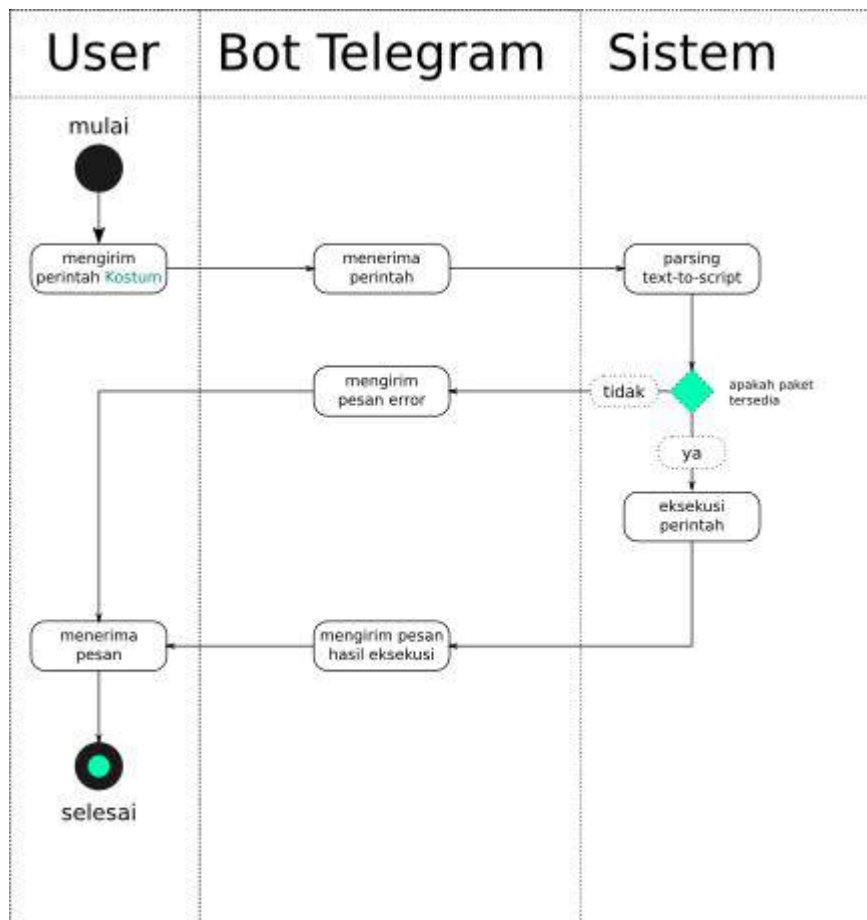 User
Bot Telegram
Sistem
mulai
mengirim
perintah Kostum
menerima
perintah
parsing
text-to-script
mengirim
pesan error
tidak
apakah paket
tersedia
ya
eksekusi
perintah
menerima
pesan
mengirim pesan
hasil eksekusi
selesai